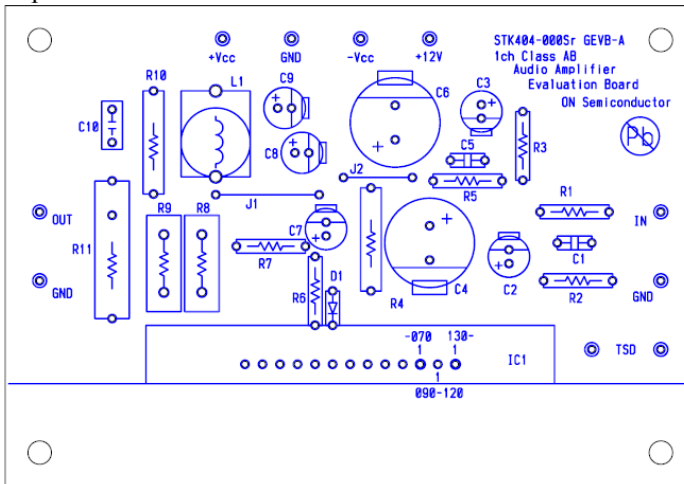 STK404-000Sr GEVB-A
1ch Class AB
Audio Amplifier
Evaluation Board
ON Semiconductor
+Vcc GND -Vcc +12V
R10 L1 C9 C6 C3
C10 C8 C5 R3
Pb
J2
R5
J1 R1
OUT R9 R8 C7 IN
R11 R7 C1
GND R6 D1 R4 C4 C2 R2 GND
-070 130-
1 1
IC1 TSD
1
090-120